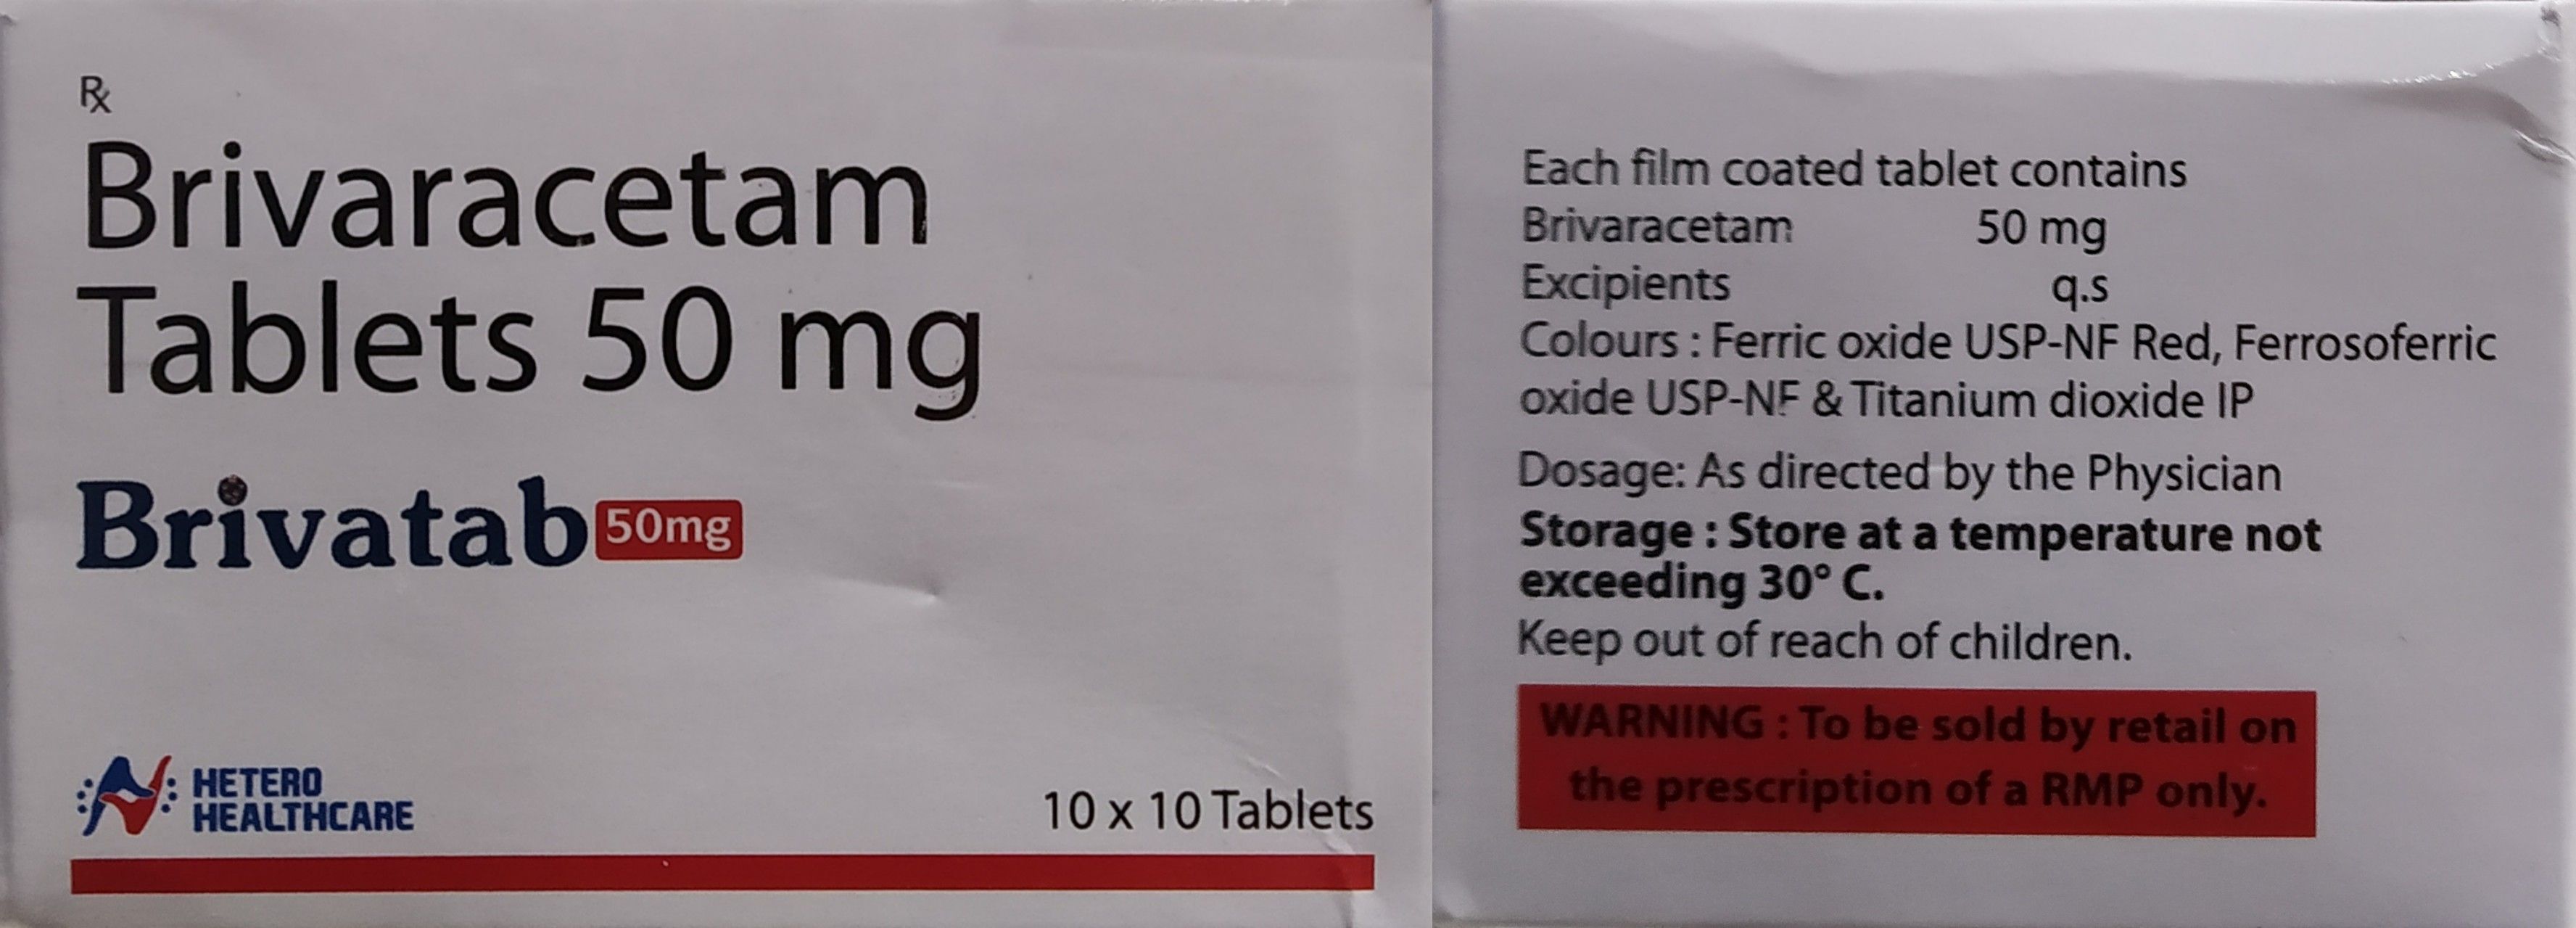 Rx
Brivaracetam
Tablets 50 mg
Brivatab 50mg
HETERO
HEALTHCARE
10 x 10 Tablets
Each film coated tablet contains
Brivaracetam 50 mg
Excipients q.s
Colours : Ferric oxide USP-NF Red, Ferrosoferric
oxide USP-NF & Titanium dioxide IP
Dosage: As directed by the Physician
Storage : Store at a temperature not
exceeding 30° C.
Keep out of reach of children.
WARNING : To be sold by retail on
the prescription of a RMP only.